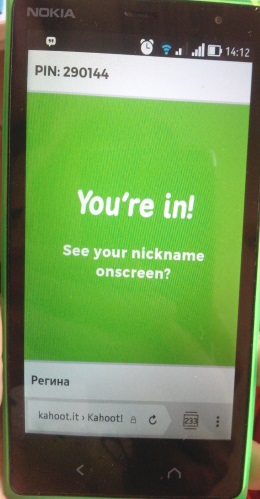 NOKIA
14:12
PIN: 290144
You're in!
See your nickname
onscreen?
Регина
kahoot.it › Kahoot!
233